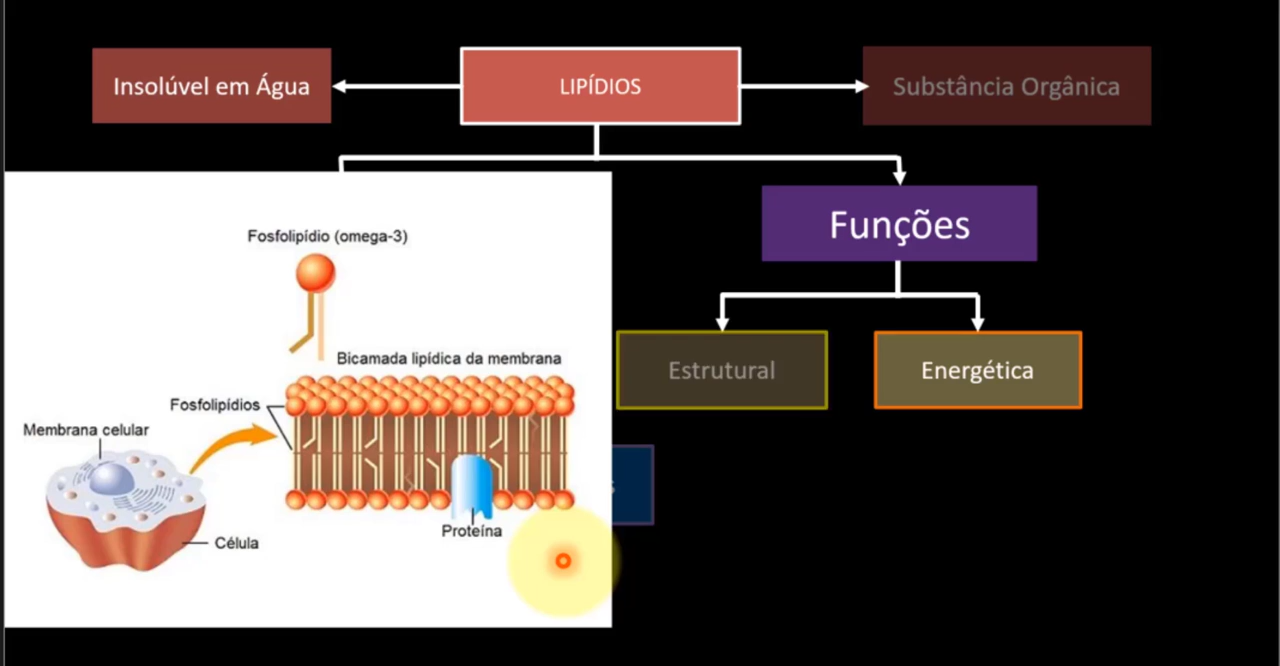 Insolúvel em Água
LIPÍDIOS
Substância Orgânica
Funções
Estrutural
Energética
Fosfolipídio (omega-3)
Bicamada lipídica da membrana
Fosfolipídios
Membrana celular
Proteína
Célula